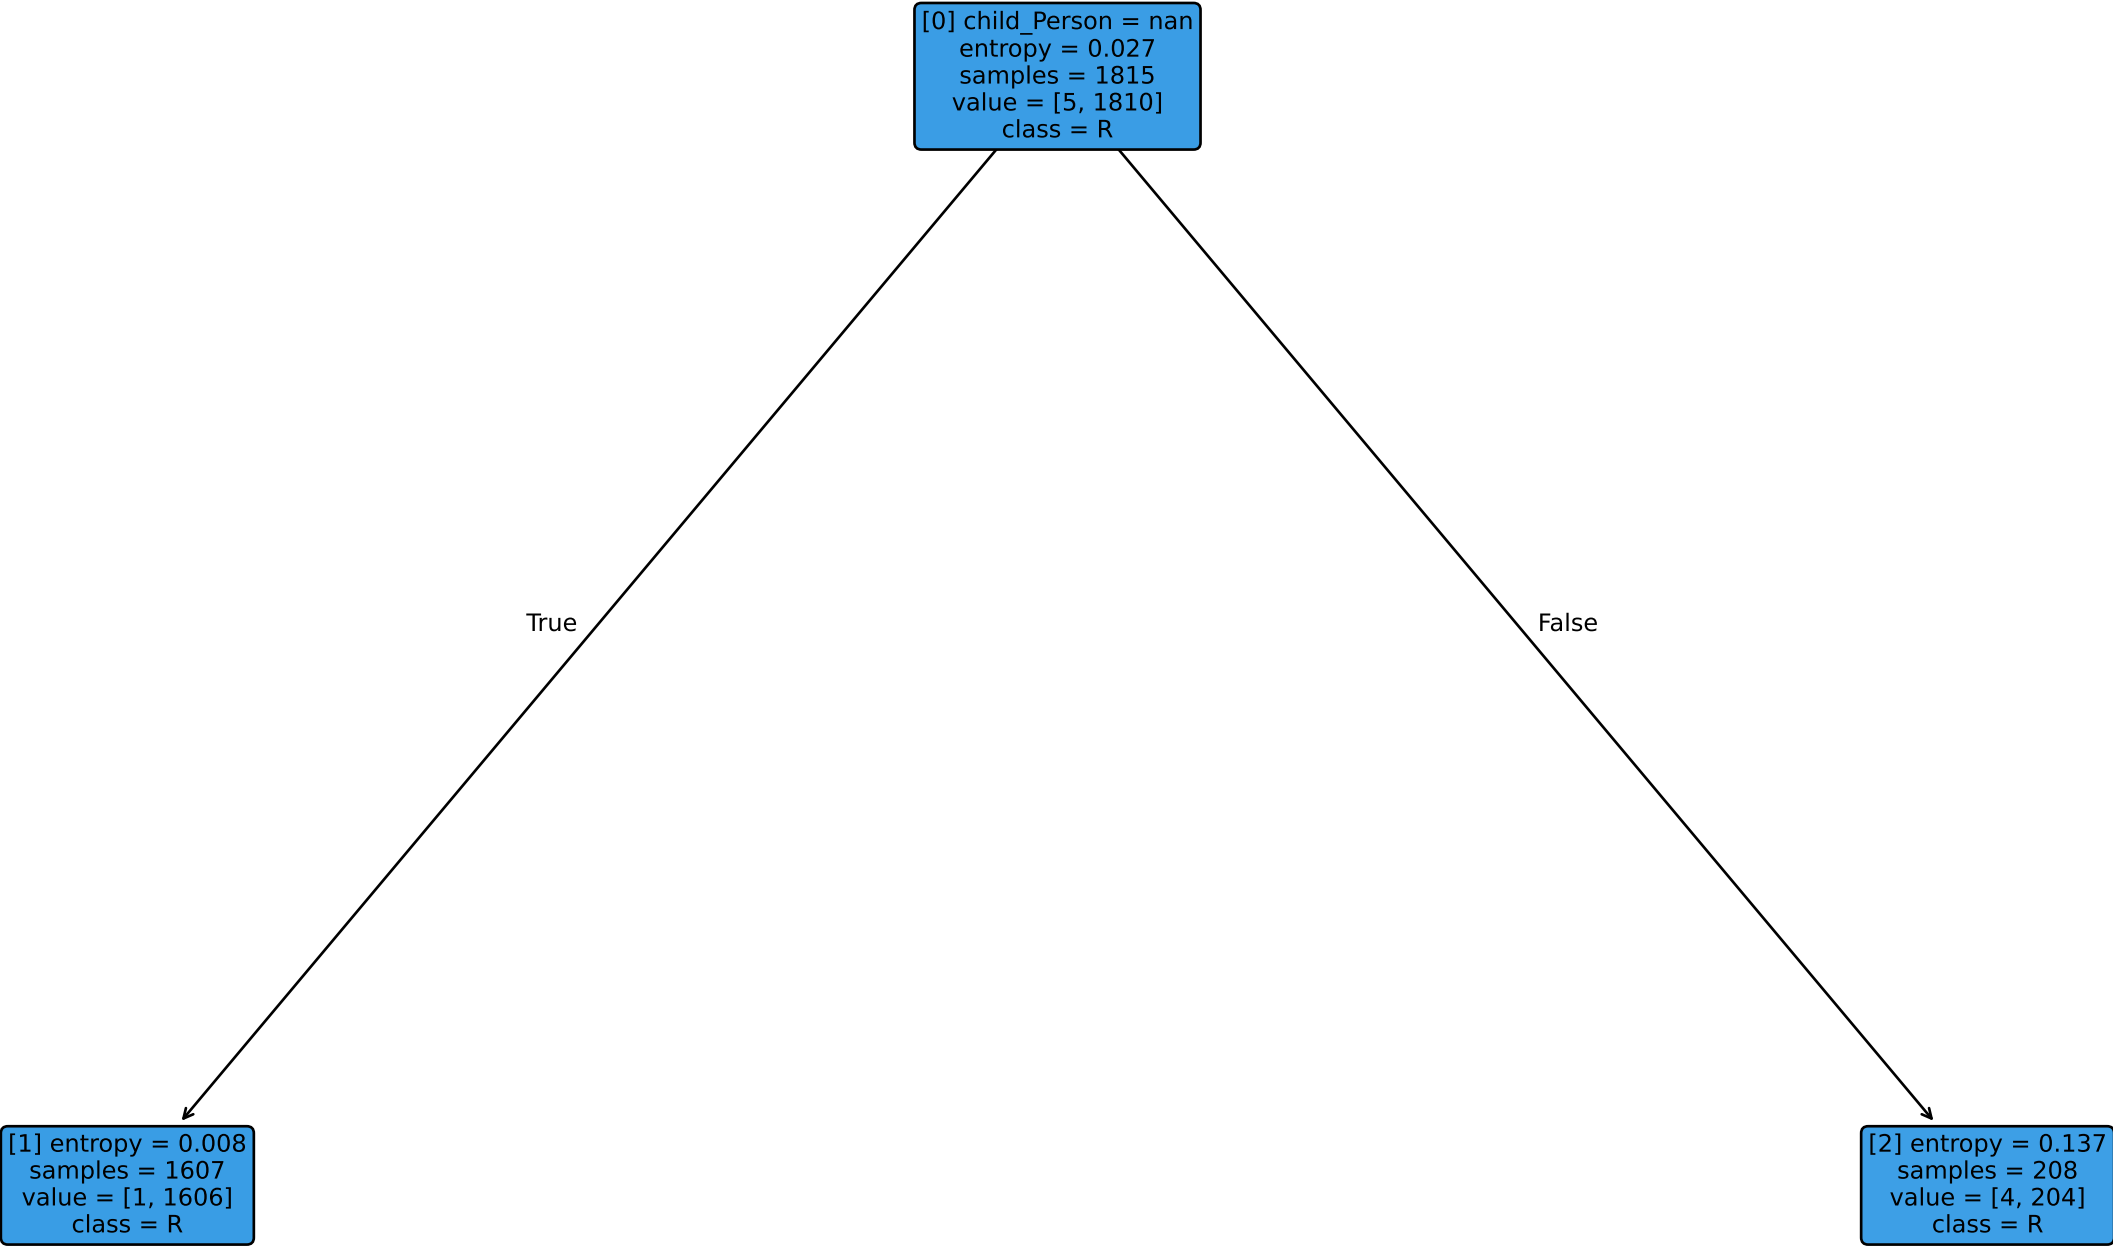 [0] child_Person = nan
entropy = 0.027
samples = 1815
value = [5, 1810]
class = R
True
False
[1] entropy = 0.008
samples = 1607
value = [1, 1606]
class = R
[2] entropy = 0.137
samples = 208
value = [4, 204]
class = R